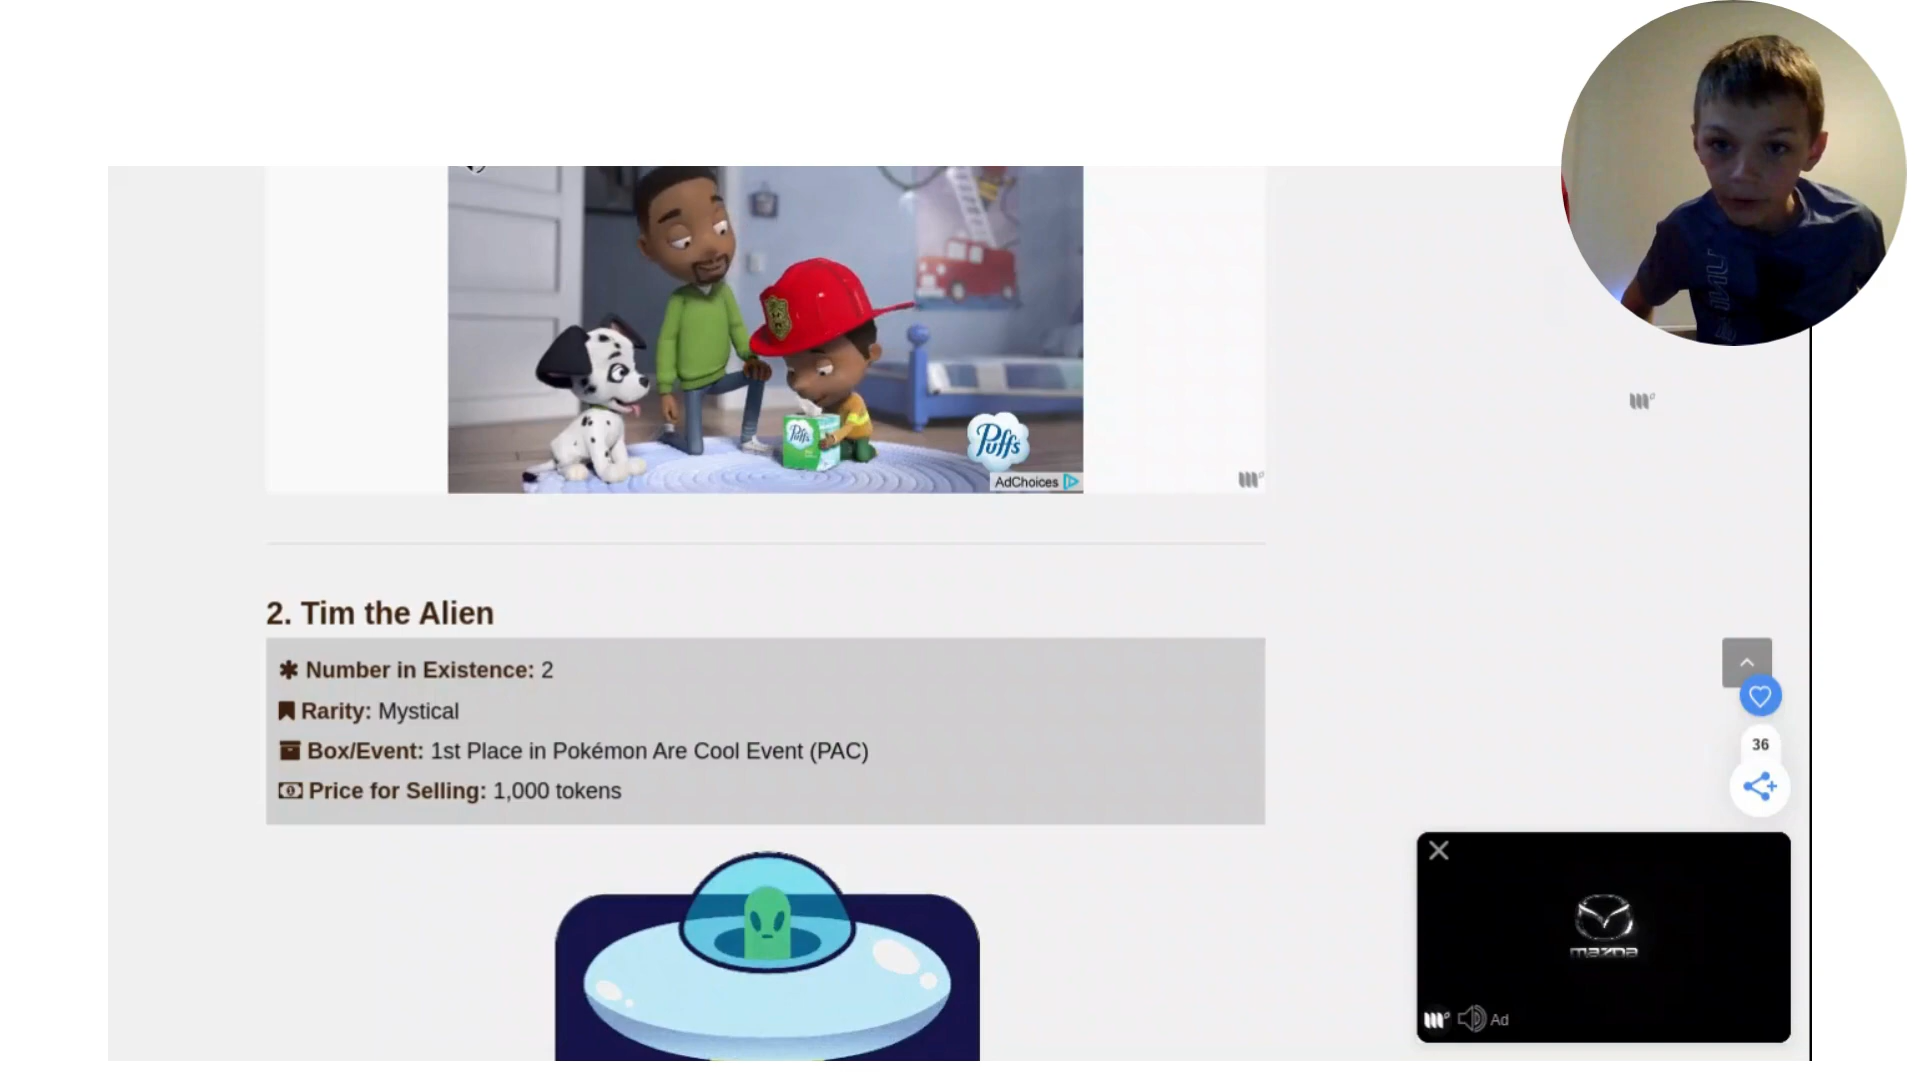 Puffs
Puffs
AdChoices
2. Tim the Alien
Number in Existence: 2
Rarity: Mystical
Box/Event: 1st Place in Pokémon Are Cool Event (PAC)
Price for Selling: 1,000 tokens
36
mazda
Ad